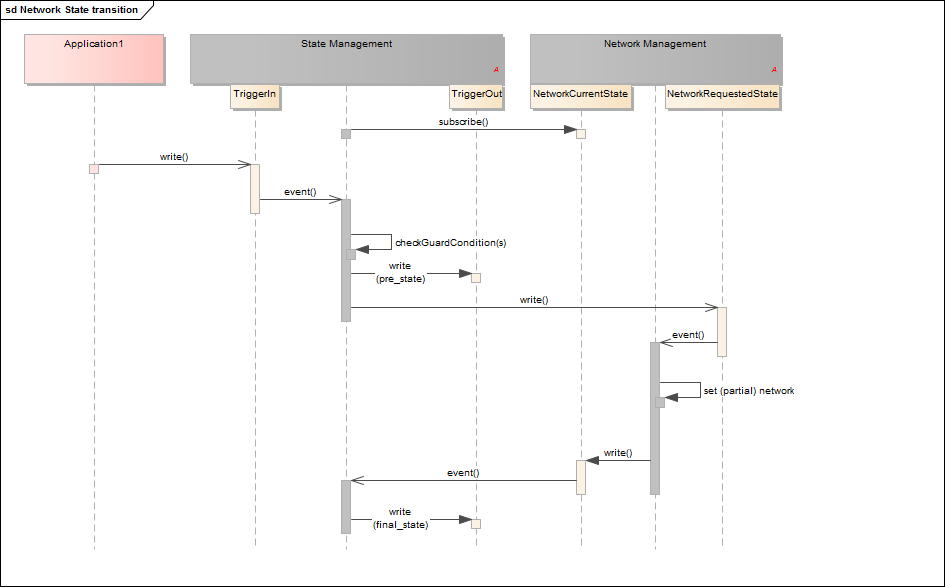 sd Network State transition
Application1
State Management
Network Management
A
A
TriggerIn
TriggerOut
NetworkCurrentState
NetworkRequestedState
subscribe()
write()
event()
checkGuardCondition(s)
write
(pre_state)
write()
event()
set (partial) network
write()
event()
write
(final_state)